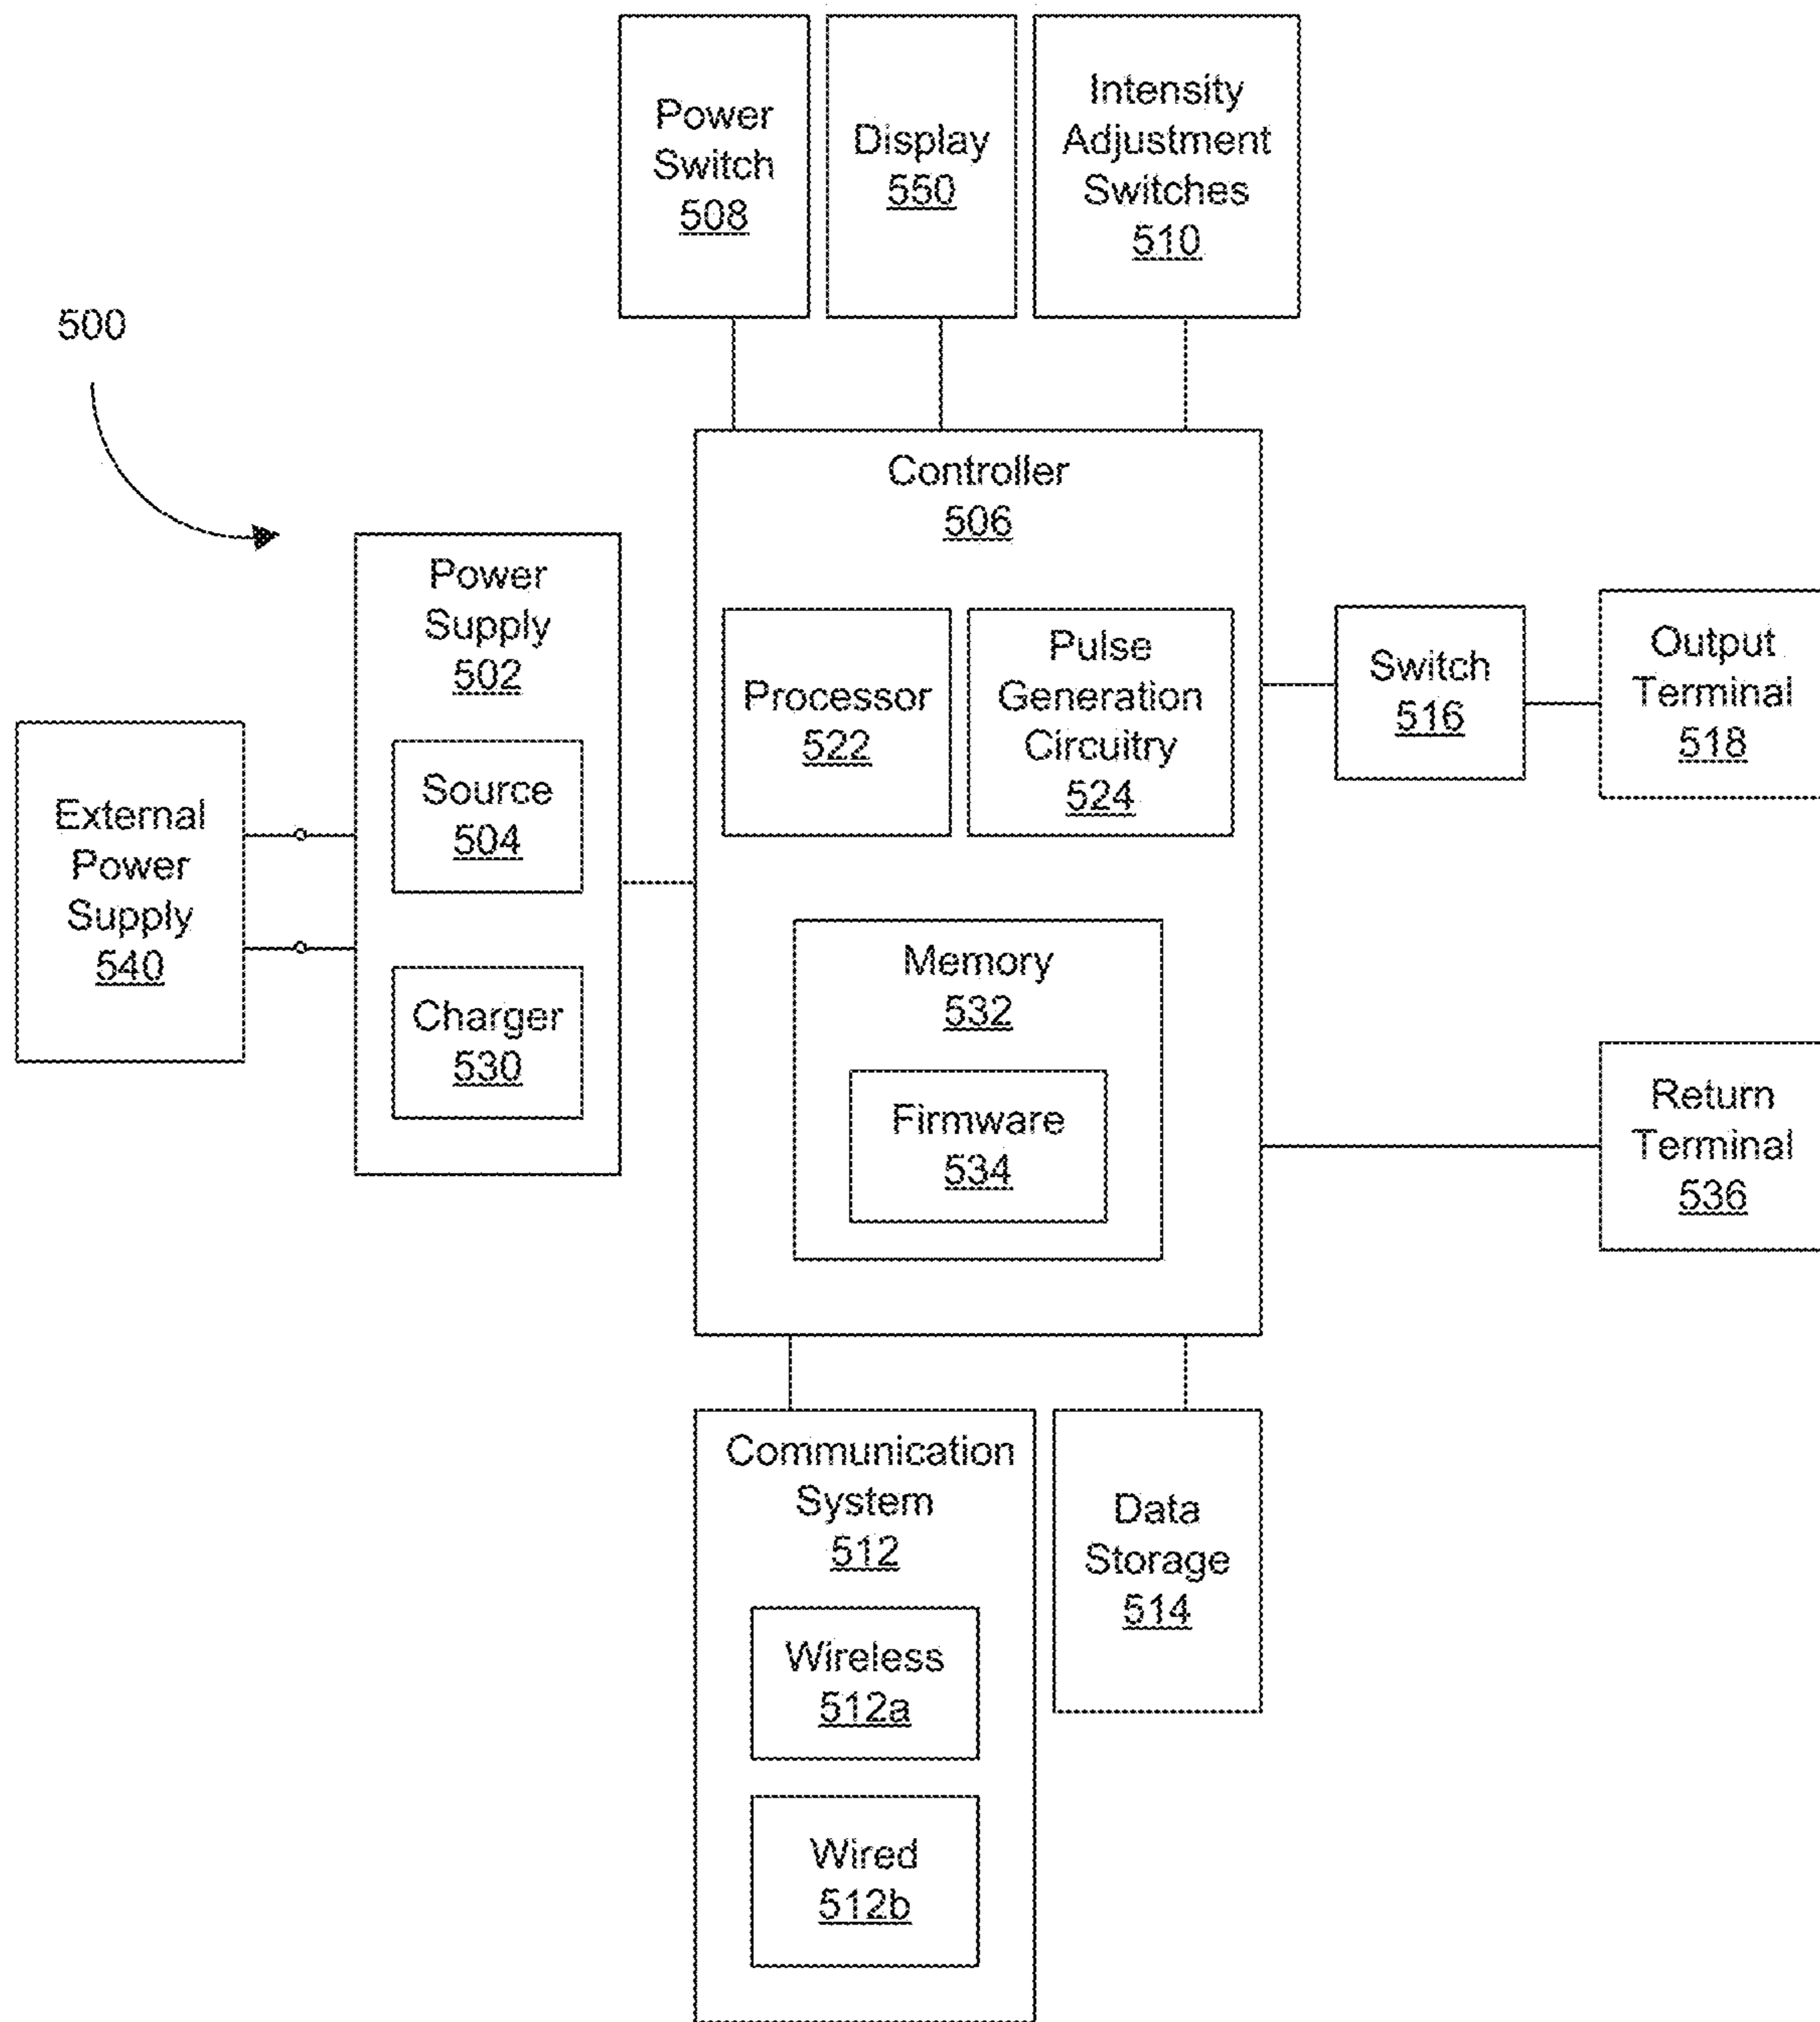 Power
Switch
508
Display
550
Intensity
Adjustment
Switches
510
500
Controller
506
Power
Supply
502
Source
504
Charger
530
External
Power
Supply
540
Processor
522
Pulse
Generation
Circuitry
524
Memory
532
Firmware
534
Switch
516
Output
Terminal
518
Return
Terminal
536
Communication
System
512
Wireless
512a
Wired
512b
Data
Storage
514